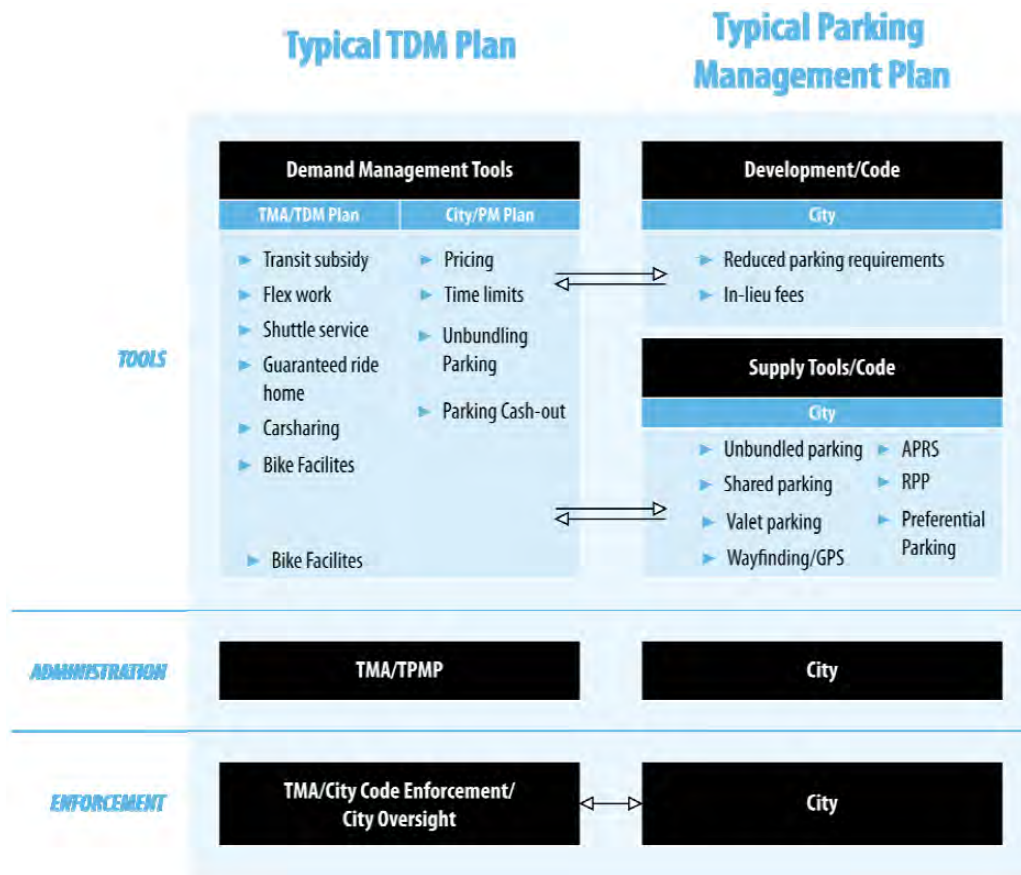 Typical TDM Plan
Typical Parking
Management Plan
TOOLS
Demand Management Tools
TMA/TDM Plan
City/PM Plan
Transit subsidy
Flex work
Shuttle service
Guaranteed ride
home
Carsharing
Bike Facilites
Bike Facilites
Pricing
Time limits
Unbundling
Parking
Parking Cash-out
Development/Code
City
Reduced parking requirements
In-lieu fees
Supply Tools/Code
City
Unbundled parking
Shared parking
Valet parking
Wayfinding/GPS
APRS
RPP
Preferential
Parking
ADMINISTRATION
TMA/TPMP
City
ENFORCEMENT
TMA/City Code Enforcement/
City Oversight
City